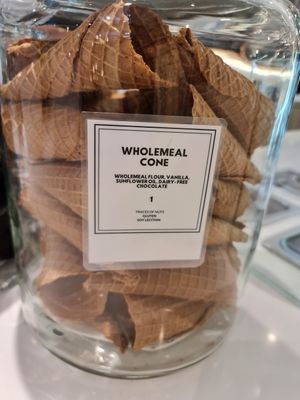 WHOLEMEAL
CONE
WHOLEMEAL FLOUR, VANILLA,
SUNFLOWER OIL, DAIRY-FREE
CHOCOLATE
1
TRACES OF NUTS
GLUTEN
SOY LECITHIN